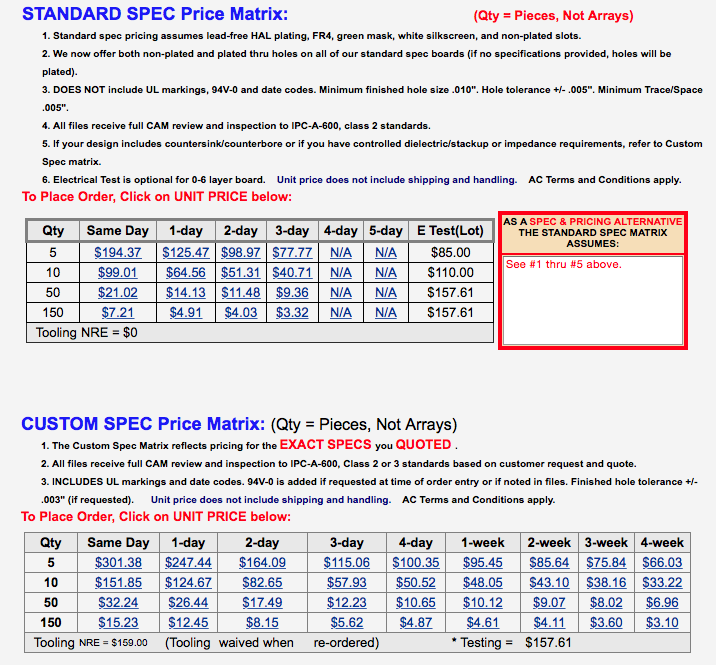 STANDARD SPEC Price Matrix: (Qty = Pieces, Not Arrays)
1. Standard spec pricing assumes lead-free HAL plating, FR4, green mask, white silkscreen, and non-plated slots.
2. We now offer both non-plated and plated thru holes on all of our standard spec boards (if no specifications provided, holes will be
plated).
3. DOES NOT include UL markings, 94V-0 and date codes. Minimum finished hole size .010". Hole tolerance +/- .005". Minimum Trace/Space
.005".
4. All files receive full CAM review and inspection to IPC-A-600, class 2 standards.
5. If your design includes countersink/counterbore or if you have controlled dielectric/stackup or impedance requirements, refer to Custom
Spec matrix.
6. Electrical Test is optional for 0-6 layer board. Unit price does not include shipping and handling. AC Terms and Conditions apply.
To Place Order, Click on UNIT PRICE below:
Qty Same Day 1-day 2-day 3-day 4-day 5-day E Test(Lot)
5 $194.37 $125.47 $98.97 $77.77 N/A N/A $85.00
10 $99.01 $64.56 $51.31 $40.71 N/A N/A $110.00
50 $21.02 $14.13 $11.48 $9.36 N/A N/A $157.61
150 $7.21 $4.91 $4.03 $3.32 N/A N/A $157.61
Tooling NRE = $0
AS A SPEC & PRICING ALTERNATIVE
THE STANDARD SPEC MATRIX
ASSUMES:
See #1 thru #5 above.
CUSTOM SPEC Price Matrix: (Qty = Pieces, Not Arrays)
1. The Custom Spec Matrix reflects pricing for the EXACT SPECS you QUOTED .
2. All files receive full CAM review and inspection to IPC-A-600, Class 2 or 3 standards based on customer request and quote.
3. INCLUDES UL markings and date codes. 94V-0 is added if requested at time of order entry or if noted in files. Finished hole tolerance +/-
.003" (if requested). Unit price does not include shipping and handling. AC Terms and Conditions apply.
To Place Order, Click on UNIT PRICE below:
Qty Same Day 1-day 2-day 3-day 4-day 1-week 2-week 3-week 4-week
5 $301.38 $247.44 $164.09 $115.06 $100.35 $95.45 $85.64 $75.84 $66.03
10 $151.85 $124.67 $82.65 $57.93 $50.52 $48.05 $43.10 $38.16 $33.22
50 $32.24 $26.44 $17.49 $12.23 $10.65 $10.12 $9.07 $8.02 $6.96
150 $15.23 $12.45 $8.15 $5.62 $4.87 $4.61 $4.11 $3.60 $3.10
Tooling NRE = $159.00 (Tooling waived when re-ordered) * Testing = $157.61